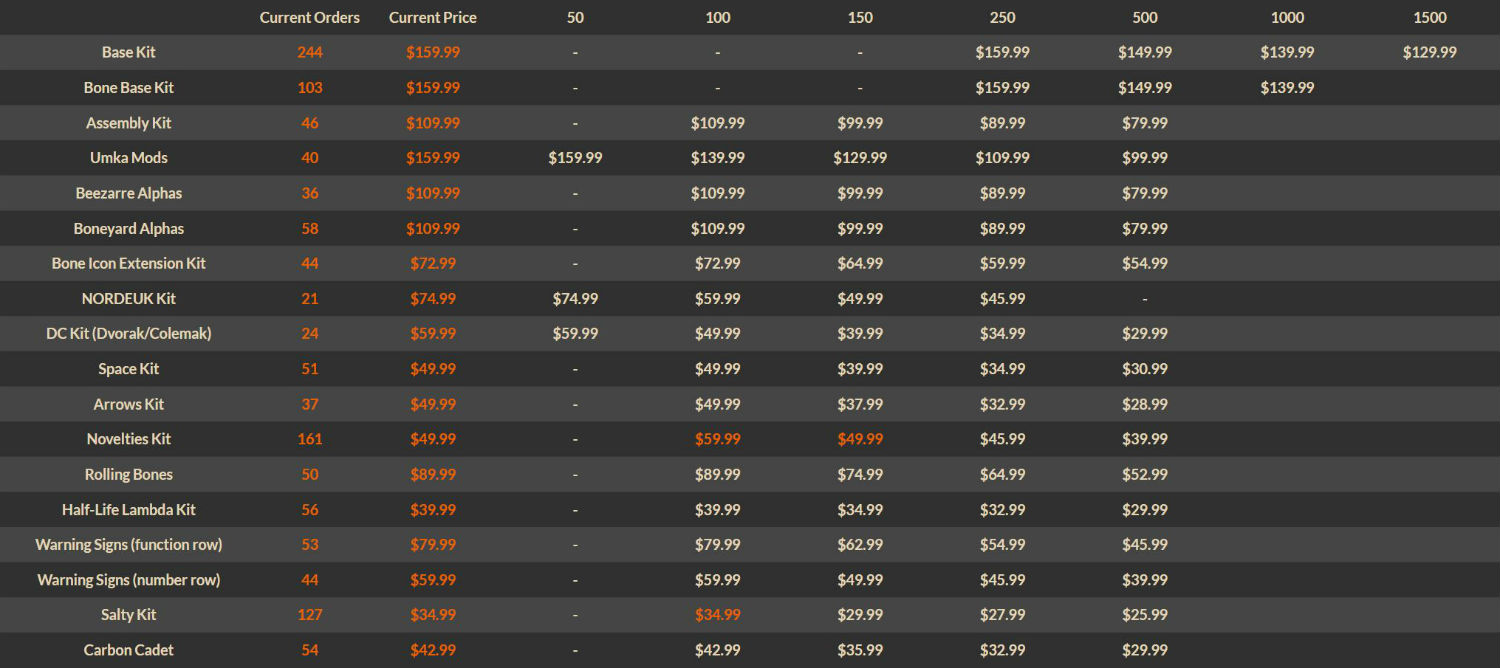 Current Orders Current Price 50 100 150 250 500 1000 1500
Base Kit 244 $159.99 - - - $159.99 $149.99 $139.99 $129.99
Bone Base Kit 103 $159.99 - - - $159.99 $149.99 $139.99
Assembly Kit 46 $109.99 - $109.99 $99.99 $89.99 $79.99
Umka Mods 40 $159.99 $159.99 $139.99 $129.99 $109.99 $99.99
Beezarre Alphas 36 $109.99 - $109.99 $99.99 $89.99 $79.99
Boneyard Alphas 58 $109.99 - $109.99 $99.99 $89.99 $79.99
Bone Icon Extension Kit 44 $72.99 - $72.99 $64.99 $59.99 $54.99
NORDEUK Kit 21 $74.99 $74.99 $59.99 $49.99 $45.99 -
DC Kit (Dvorak/Colemak) 24 $59.99 $59.99 $49.99 $39.99 $34.99 $29.99
Space Kit 51 $49.99 - $49.99 $39.99 $34.99 $30.99
Arrows Kit 37 $49.99 - $49.99 $37.99 $32.99 $28.99
Novelties Kit 161 $49.99 - $59.99 $49.99 $45.99 $39.99
Rolling Bones 50 $89.99 - $89.99 $74.99 $64.99 $52.99
Half-Life Lambda Kit 56 $39.99 - $39.99 $34.99 $32.99 $29.99
Warning Signs (function row) 53 $79.99 - $79.99 $62.99 $54.99 $45.99
Warning Signs (number row) 44 $59.99 - $59.99 $49.99 $45.99 $39.99
Salty Kit 127 $34.99 - $34.99 $29.99 $27.99 $25.99
Carbon Cadet 54 $42.99 - $42.99 $35.99 $32.99 $29.99